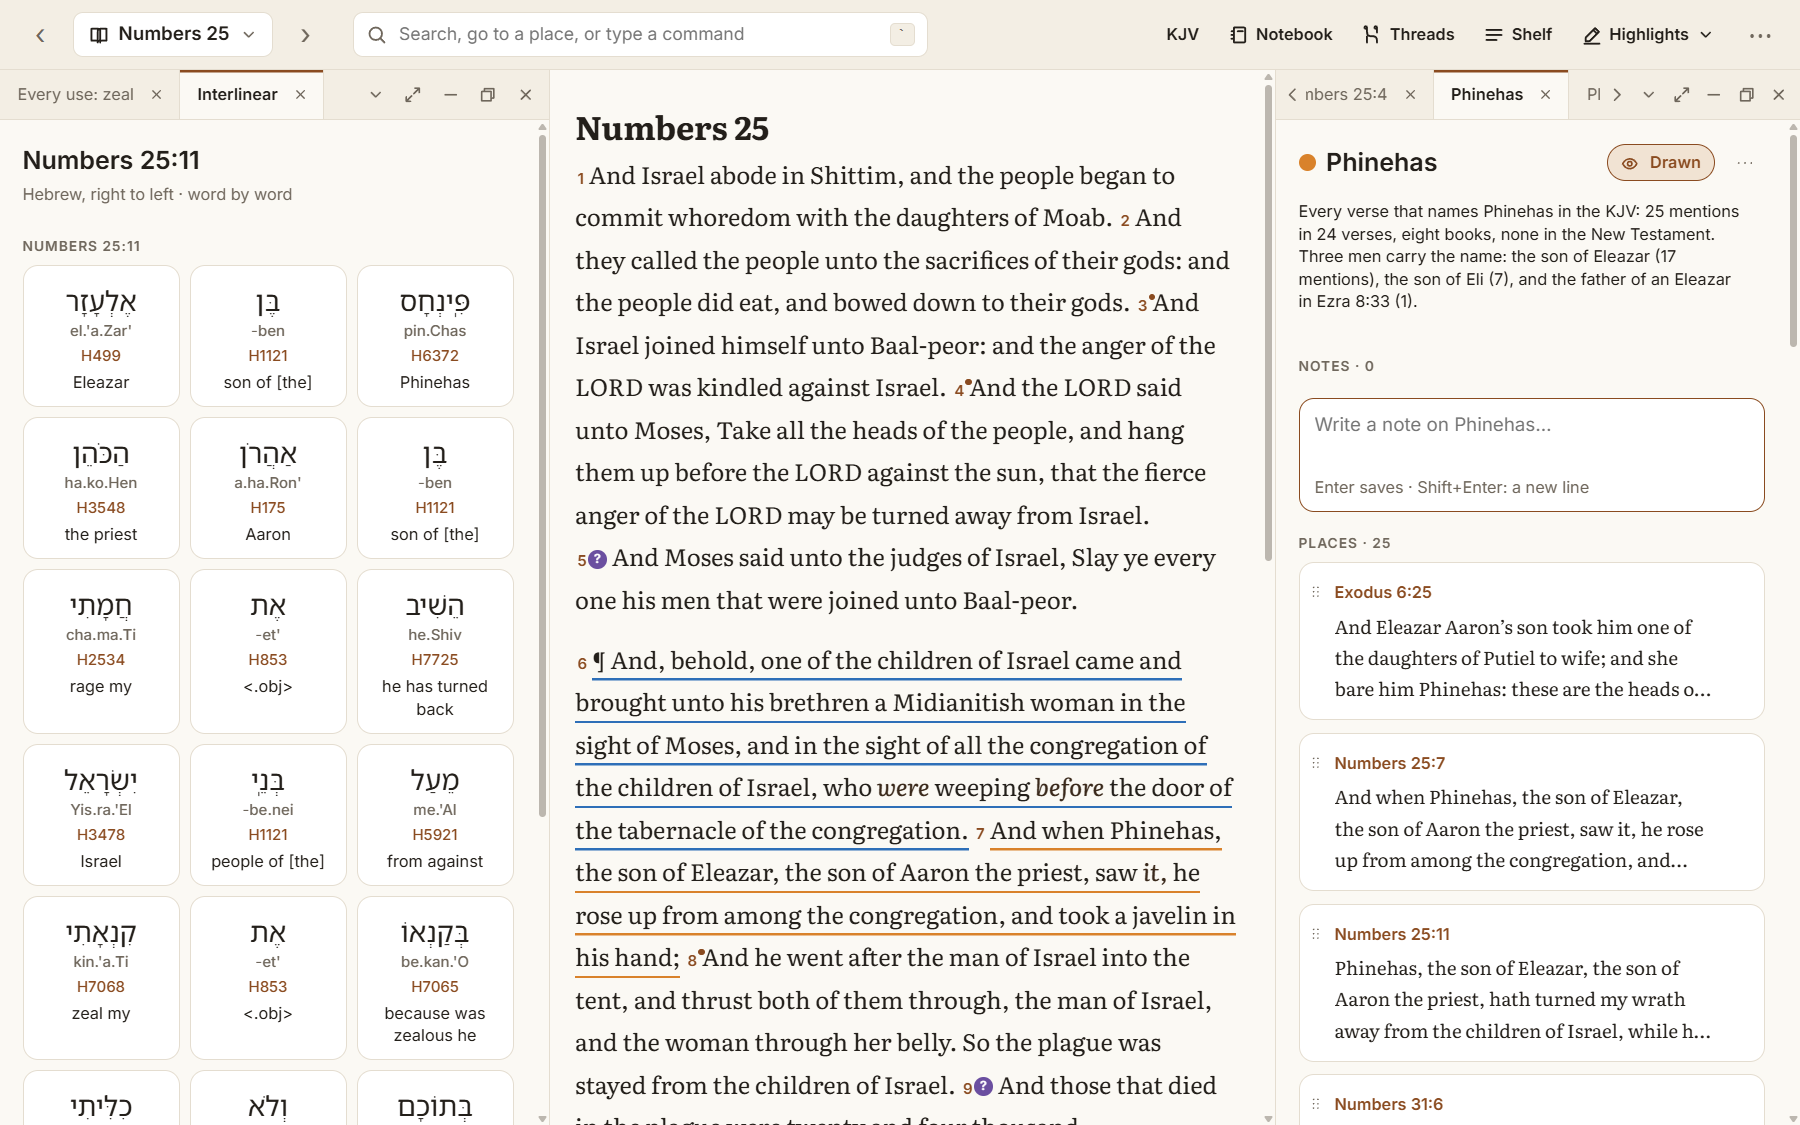 Numbers 25
Search, go to a place, or type a command
`
KJV
Notebook
Threads
Shelf
Highlights
Every use: zeal
Interlinear
Numbers 25:11
Hebrew, right to left · word by word
NUMBERS 25:11
פִּֽינְחָס
pin.Chas
H6372
Phinehas
בֶּן
-ben
H1121
son of [the]
אֶלְעָזָר
el.'a.Zar'
H499
Eleazar
בֶּן
-ben
H1121
son of [the]
אַהֲרֹן
a.ha.Ron'
H175
Aaron
הַכֹּהֵן
ha.ko.Hen
H3548
the priest
הֵשִׁיב
he.Shiv
H7725
he has turned
back
אֶת
-et'
H853
<.obj>
חֲמָתִי
cha.ma.Ti
H2534
rage my
מֵעַל
me.'Al
H5921
from against
בְּנֵֽי
-be.nei
H1121
people of [the]
יִשְׂרָאֵל
Yis.ra.'El
H3478
Israel
בְּקַנְאוֹ
be.kan.'O
H7065
because was
zealous he
אֶת
-et'
H853
<.obj>
קִנְאָתִי
kin.'a.Ti
H7068
zeal my
בְּתוֹכָם
וְלֹא
כִלִּיתִי
Numbers 25
1 And Israel abode in Shittim, and the people began to
commit whoredom with the daughters of Moab. 2 And
they called the people unto the sacrifices of their gods: and
the people did eat, and bowed down to their gods. 3 And
Israel joined himself unto Baal-peor: and the anger of the
LORD was kindled against Israel. 4 And the LORD said
unto Moses, Take all the heads of the people, and hang
them up before the LORD against the sun, that the fierce
anger of the LORD may be turned away from Israel.
5 ? And Moses said unto the judges of Israel, Slay ye every
one his men that were joined unto Baal-peor.
6 ¶ And, behold, one of the children of Israel came and
brought unto his brethren a Midianitish woman in the
sight of Moses, and in the sight of all the congregation of
the children of Israel, who were weeping before the door of
the tabernacle of the congregation. 7 And when Phinehas,
the son of Eleazar, the son of Aaron the priest, saw it, he
rose up from among the congregation, and took a javelin in
his hand; 8 And he went after the man of Israel into the
tent, and thrust both of them through, the man of Israel,
and the woman through her belly. So the plague was
stayed from the children of Israel. 9 ? And those that died
in the plague were twenty and four thousand.
nbers 25:4
Phinehas
Pl
Phinehas
Drawn
Every verse that names Phinehas in the KJV: 25 mentions
in 24 verses, eight books, none in the New Testament.
Three men carry the name: the son of Eleazar (17
mentions), the son of Eli (7), and the father of an Eleazar
in Ezra 8:33 (1).
NOTES · 0
Write a note on Phinehas...
Enter saves · Shift+Enter: a new line
PLACES · 25
Exodus 6:25
And Eleazar Aaron’s son took him one of
the daughters of Putiel to wife; and she
bare him Phinehas: these are the heads o...
Numbers 25:7
And when Phinehas, the son of Eleazar,
the son of Aaron the priest, saw it, he rose
up from among the congregation, and...
Numbers 25:11
Phinehas, the son of Eleazar, the son of
Aaron the priest, hath turned my wrath
away from the children of Israel, while h...
Numbers 31:6